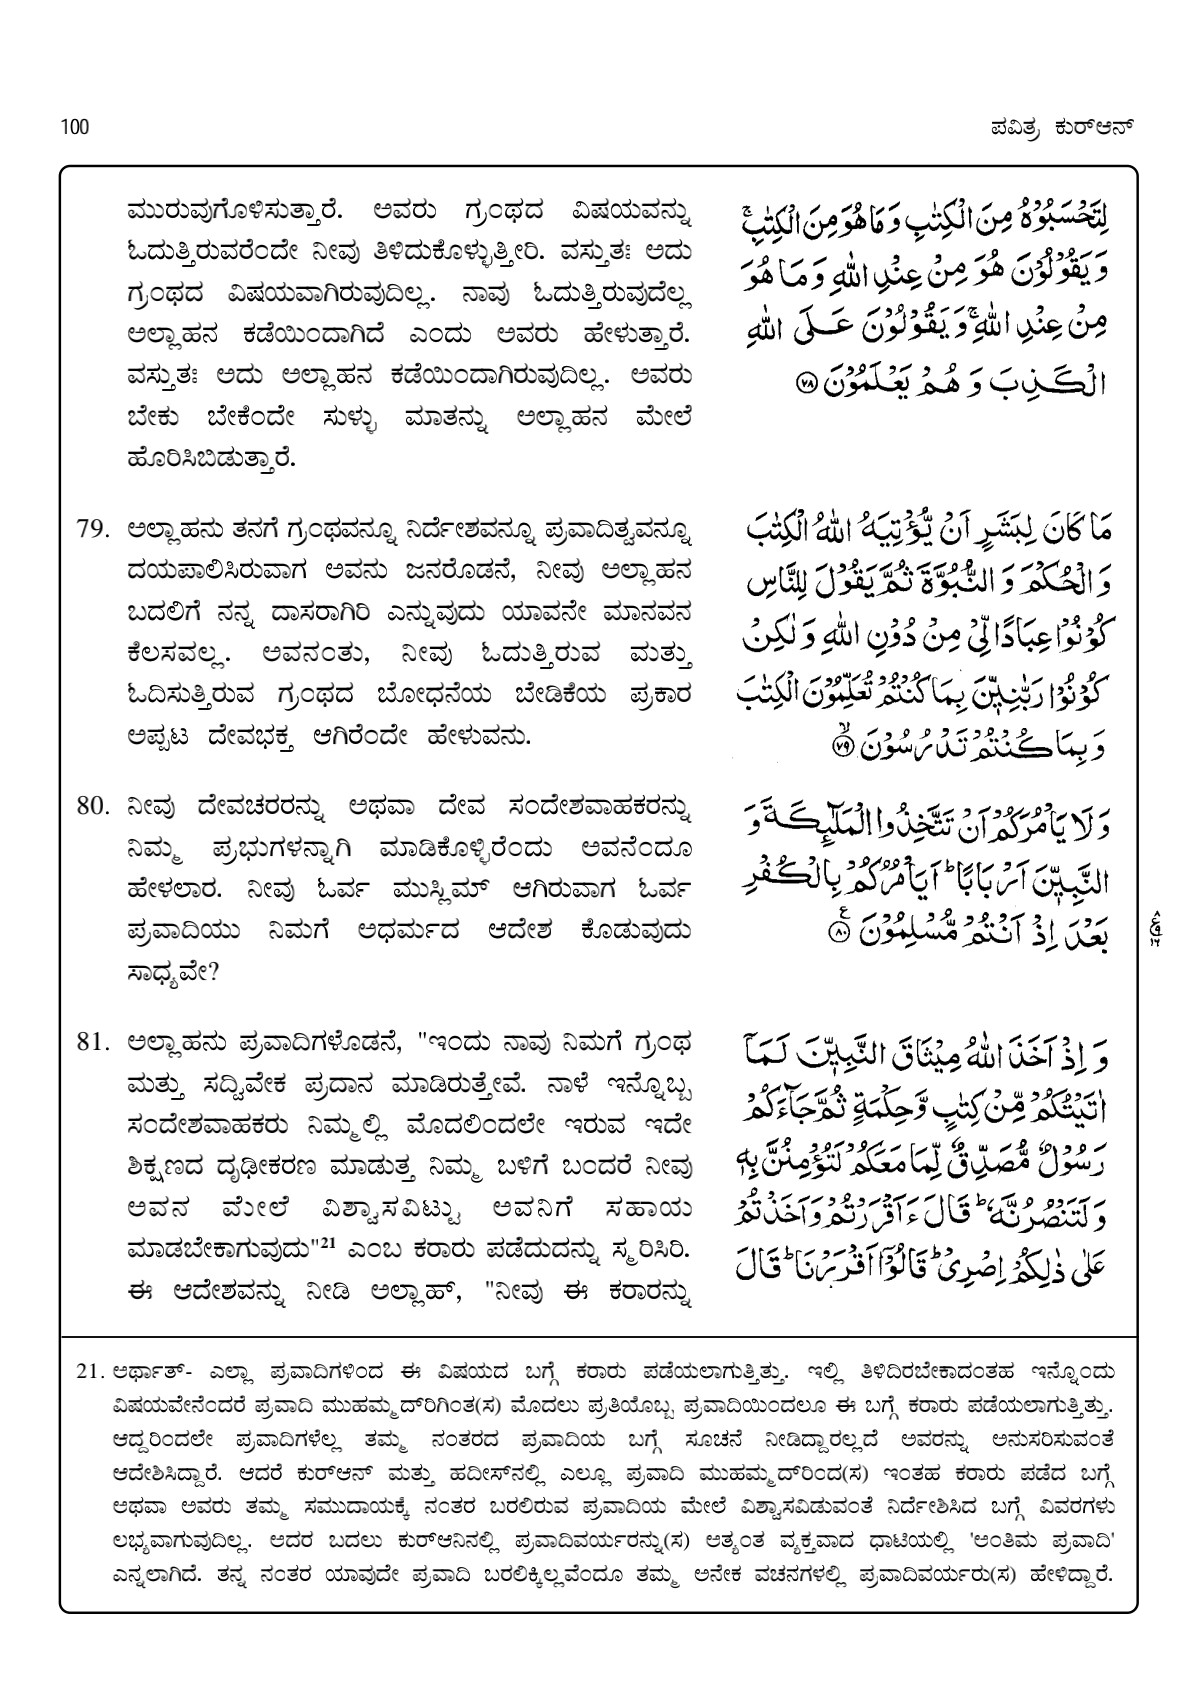 100
ಪವಿತ್ರ ಕುರ್‌ಆನ್
ಮುರುವುಗೊಳಿಸುತ್ತಾರೆ. ಅವರು ಗ್ರಂಥದ ವಿಷಯವನ್ನು
ಓದುತ್ತಿರುವರೆಂದೇ ನೀವು ತಿಳಿದುಕೊಳ್ಳುತ್ತೀರಿ. ವಸ್ತುತಃ ಅದು
ಗ್ರಂಥದ ವಿಷಯವಾಗಿರುವುದಿಲ್ಲ. ನಾವು ಓದುತ್ತಿರುವುದೆಲ್ಲ
ಅಲ್ಲಾಹನ ಕಡೆಯಿಂದಾಗಿದೆ ಎಂದು ಅವರು ಹೇಳುತ್ತಾರೆ.
ವಸ್ತುತಃ ಅದು ಅಲ್ಲಾಹನ ಕಡೆಯಿಂದಾಗಿರುವುದಿಲ್ಲ. ಅವರು
ಬೇಕು ಬೇಕೆಂದೇ ಸುಳ್ಳು ಮಾತನ್ನು ಅಲ್ಲಾಹನ ಮೇಲೆ
ಹೊರಿಸಿಬಿಡುತ್ತಾರೆ.
لِتَحْسَبُوْهُ مِنَ الْكِتٰبِ وَمَا هُوَ مِنَ الْكِتٰبِ ۚ
وَيَقُوْلُوْنَ هُوَ مِنْ عِنْدِ اللّٰهِ وَمَا هُوَ
مِنْ عِنْدِ اللّٰهِ ۚ وَيَقُوْلُوْنَ عَلَى اللّٰهِ
الْكَذِبَ وَهُمْ يَعْلَمُوْنَ ﴿۷۸﴾
79. ಅಲ್ಲಾಹನು ತನಗೆ ಗ್ರಂಥವನ್ನೂ ನಿರ್ದೇಶವನ್ನೂ ಪ್ರವಾದಿತ್ವವನ್ನೂ
ದಯಪಾಲಿಸಿರುವಾಗ ಅವನು ಜನರೊಡನೆ, ನೀವು ಅಲ್ಲಾಹನ
ಬದಲಿಗೆ ನನ್ನ ದಾಸರಾಗಿರಿ ಎನ್ನುವುದು ಯಾವನೇ ಮಾನವನ
ಕೆಲಸವಲ್ಲ. ಅವನಂತು, ನೀವು ಓದುತ್ತಿರುವ ಮತ್ತು
ಓದಿಸುತ್ತಿರುವ ಗ್ರಂಥದ ಬೋಧನೆಯ ಬೇಡಿಕೆಯ ಪ್ರಕಾರ
ಅಪ್ಪಟ ದೇವಭಕ್ತ ಆಗಿರೆಂದೇ ಹೇಳುವನು.
مَا كَانَ لِبَشَرٍ اَنْ يُّؤْتِيَهُ اللّٰهُ الْكِتٰبَ
وَالْحُكْمَ وَالنُّبُوَّةَ ثُمَّ يَقُوْلَ لِلنَّاسِ
كُوْنُوْا عِبَادًا لِّيْ مِنْ دُوْنِ اللّٰهِ وَلٰكِنْ
كُوْنُوْا رَبّٰنِيّٖنَ بِمَا كُنْتُمْ تُعَلِّمُوْنَ الْكِتٰبَ
وَبِمَا كُنْتُمْ تَدْرُسُوْنَ ۙ﴿۷۹﴾
80. ನೀವು ದೇವಚರರನ್ನು ಅಥವಾ ದೇವ ಸಂದೇಶವಾಹಕರನ್ನು
ನಿಮ್ಮ ಪ್ರಭುಗಳನ್ನಾಗಿ ಮಾಡಿಕೊಳ್ಳಿರೆಂದು ಅವನೆಂದೂ
ಹೇಳಲಾರ. ನೀವು ಓರ್ವ ಮುಸ್ಲಿಮ್ ಆಗಿರುವಾಗ ಓರ್ವ
ಪ್ರವಾದಿಯು ನಿಮಗೆ ಅಧರ್ಮದ ಆದೇಶ ಕೊಡುವುದು
ಸಾಧ್ಯವೇ?
وَلَا يَاْمُرَكُمْ اَنْ تَتَّخِذُوا الْمَلٰٓئِكَةَ وَ
النَّبِيّٖنَ اَرْبَابًا ؕ اَيَاْمُرُكُمْ بِالْكُفْرِ
بَعْدَ اِذْ اَنْتُمْ مُّسْلِمُوْنَ ﴿۸۰﴾
81. ಅಲ್ಲಾಹನು ಪ್ರವಾದಿಗಳೊಡನೆ, "ಇಂದು ನಾವು ನಿಮಗೆ ಗ್ರಂಥ
ಮತ್ತು ಸದ್ವಿವೇಕ ಪ್ರದಾನ ಮಾಡಿರುತ್ತೇವೆ. ನಾಳೆ ಇನ್ನೊಬ್ಬ
ಸಂದೇಶವಾಹಕರು ನಿಮ್ಮಲ್ಲಿ ಮೊದಲಿಂದಲೇ ಇರುವ ಇದೇ
ಶಿಕ್ಷಣದ ದೃಢೀಕರಣ ಮಾಡುತ್ತ ನಿಮ್ಮ ಬಳಿಗೆ ಬಂದರೆ ನೀವು
ಅವನ ಮೇಲೆ ವಿಶ್ವಾಸವಿಟ್ಟು ಅವನಿಗೆ ಸಹಾಯ
ಮಾಡಬೇಕಾಗುವುದು"21 ಎಂಬ ಕರಾರು ಪಡೆದುದನ್ನು ಸ್ಮರಿಸಿರಿ.
ಈ ಆದೇಶವನ್ನು ನೀಡಿ ಅಲ್ಲಾಹ್, "ನೀವು ಈ ಕರಾರನ್ನು
وَاِذْ اَخَذَ اللّٰهُ مِيْثَاقَ النَّبِيّٖنَ لَمَاۤ
اٰتَيْتُكُمْ مِّنْ كِتٰبٍ وَّحِكْمَةٍ ثُمَّ جَآءَكُمْ
رَسُوْلٌ مُّصَدِّقٌ لِّمَا مَعَكُمْ لَتُؤْمِنُنَّ بِهٖ
وَلَتَنْصُرُنَّهٗ ؕ قَالَ ءَاَقْرَرْتُمْ وَاَخَذْتُمْ
عَلٰى ذٰلِكُمْ اِصْرِيْ ؕ قَالُوْۤا اَقْرَرْنَا ؕ قَالَ
21. ಅರ್ಥಾತ್- ಎಲ್ಲಾ ಪ್ರವಾದಿಗಳಿಂದ ಈ ವಿಷಯದ ಬಗ್ಗೆ ಕರಾರು ಪಡೆಯಲಾಗುತ್ತಿತ್ತು. ಇಲ್ಲಿ ತಿಳಿದಿರಬೇಕಾದಂತಹ ಇನ್ನೊಂದು
ವಿಷಯವೇನೆಂದರೆ ಪ್ರವಾದಿ ಮುಹಮ್ಮದ್‌ರಿಗಿಂತ(ಸ) ಮೊದಲು ಪ್ರತಿಯೊಬ್ಬ ಪ್ರವಾದಿಯಿಂದಲೂ ಈ ಬಗ್ಗೆ ಕರಾರು ಪಡೆಯಲಾಗುತ್ತಿತ್ತು.
ಆದ್ದರಿಂದಲೇ ಪ್ರವಾದಿಗಳೆಲ್ಲ ತಮ್ಮ ನಂತರದ ಪ್ರವಾದಿಯ ಬಗ್ಗೆ ಸೂಚನೆ ನೀಡಿದ್ದಾರಲ್ಲದೆ ಅವರನ್ನು ಅನುಸರಿಸುವಂತೆ
ಆದೇಶಿಸಿದ್ದಾರೆ. ಆದರೆ ಕುರ್‌ಆನ್ ಮತ್ತು ಹದೀಸ್‌ನಲ್ಲಿ ಎಲ್ಲೂ ಪ್ರವಾದಿ ಮುಹಮ್ಮದ್‌ರಿಂದ(ಸ) ಇಂತಹ ಕರಾರು ಪಡೆದ ಬಗ್ಗೆ
ಅಥವಾ ಅವರು ತಮ್ಮ ಸಮುದಾಯಕ್ಕೆ ನಂತರ ಬರಲಿರುವ ಪ್ರವಾದಿಯ ಮೇಲೆ ವಿಶ್ವಾಸವಿಡುವಂತೆ ನಿರ್ದೇಶಿಸಿದ ಬಗ್ಗೆ ವಿವರಗಳು
ಲಭ್ಯವಾಗುವುದಿಲ್ಲ. ಅದರ ಬದಲು ಕುರ್‌ಆನಿನಲ್ಲಿ ಪ್ರವಾದಿವರ್ಯರನ್ನು(ಸ) ಅತ್ಯಂತ ವ್ಯಕ್ತವಾದ ಧಾಟಿಯಲ್ಲಿ 'ಅಂತಿಮ ಪ್ರವಾದಿ'
ಎನ್ನಲಾಗಿದೆ. ತನ್ನ ನಂತರ ಯಾವುದೇ ಪ್ರವಾದಿ ಬರಲಿಕ್ಕಿಲ್ಲವೆಂದೂ ತಮ್ಮ ಅನೇಕ ವಚನಗಳಲ್ಲಿ ಪ್ರವಾದಿವರ್ಯರು(ಸ) ಹೇಳಿದ್ದಾರೆ.